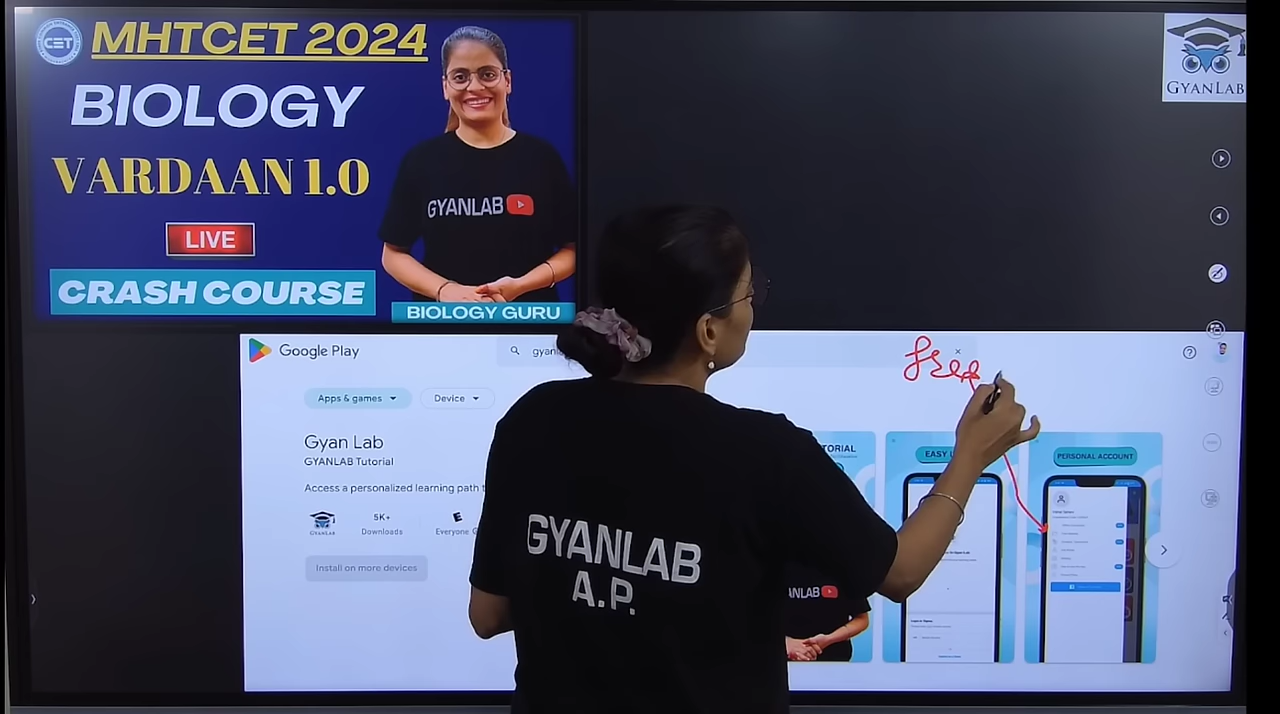 CET
MHTCET 2024
BIOLOGY
VARDAAN 1.0
LIVE
CRASH COURSE
GYANLAB
BIOLOGY GURU
GYANLAB
Google Play
free
Apps & games
Device
Gyan Lab
GYANLAB Tutorial
Access a personalized learning path
5K+
Downloads
Everyone
GYANLAB
Install on more devices
EASY
PERSONAL ACCOUNT
GYANLAB
A.P.